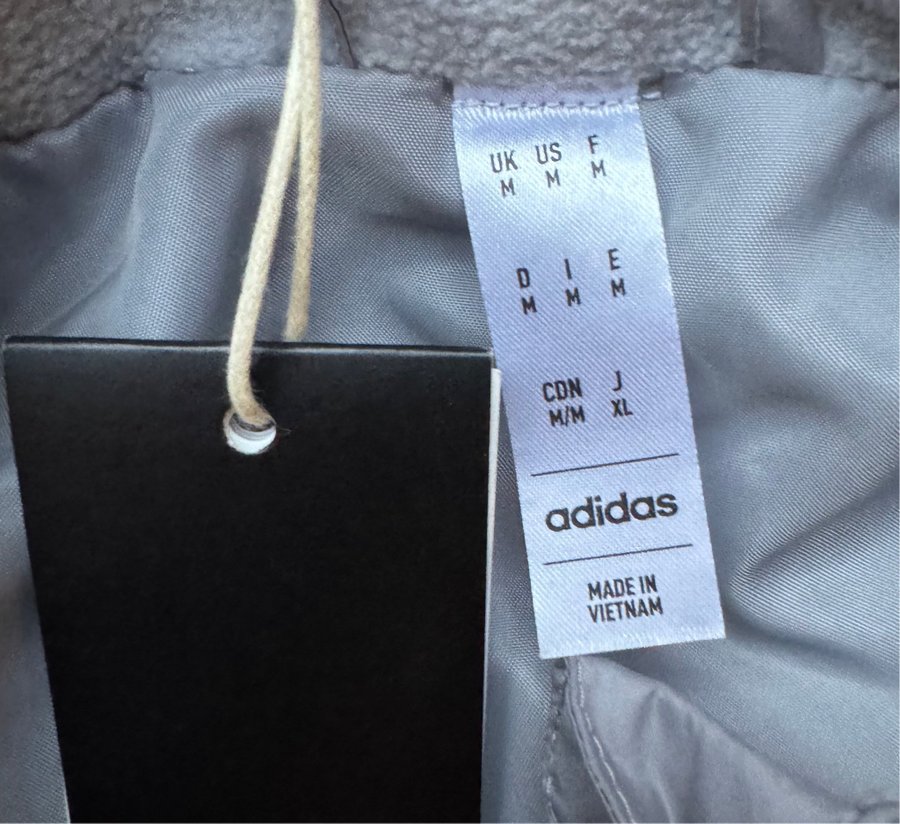 UK US F
M M M
D I E
M M M
CDN J
M/M XL
adidas
MADE IN
VIETNAM